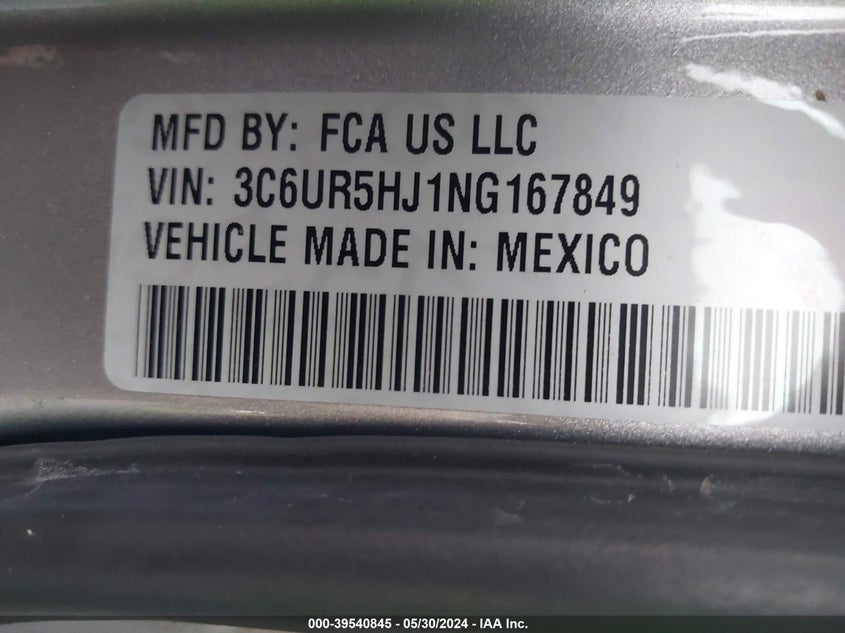 MFD BY: FCA US LLC
VIN: 3C6UR5HJ1NG167849
VEHICLE MADE IN: MEXICO
000-39540845 - 05/30/2024 - IAA Inc.